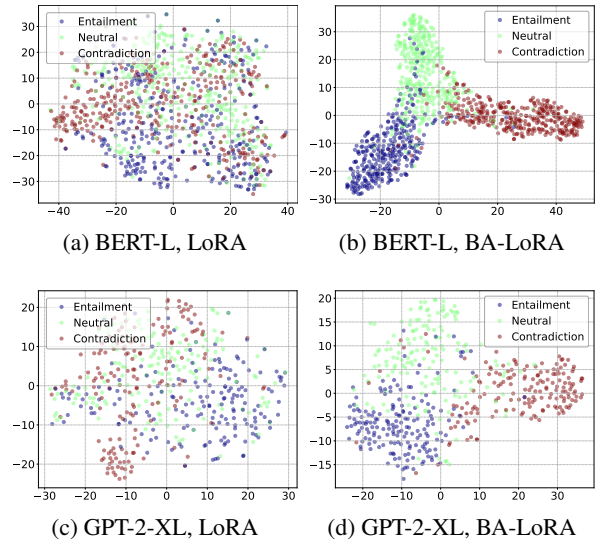 Entailment
Neutral
Contradiction
30
20
10
0
−10
−20
−30
−40 −20 0 20 40
(a) BERT-L, LoRA
Entailment
Neutral
Contradiction
30
20
10
0
−10
−20
−30
−20 0 20 40
(b) BERT-L, BA-LoRA
Entailment
Neutral
Contradiction
20
10
0
−10
−20
−30 −20 −10 0 10 20 30
(c) GPT-2-XL, LoRA
Entailment
Neutral
Contradiction
20
15
10
5
0
−5
−10
−15
−20 −10 0 10 20 30
(d) GPT-2-XL, BA-LoRA